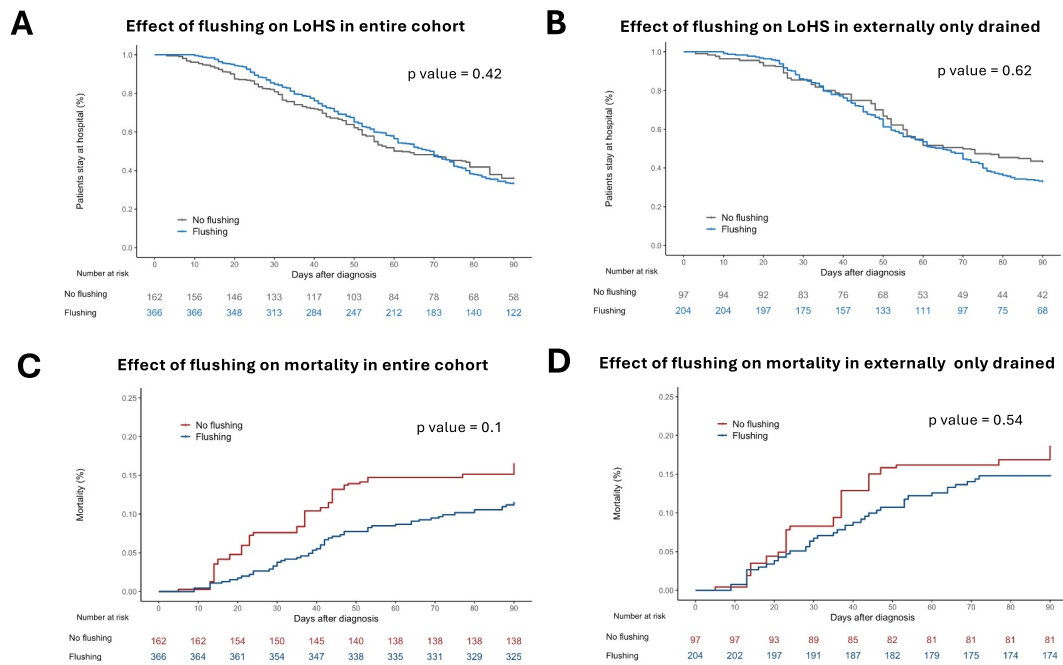 A
Effect of flushing on LoHS in entire cohort
p value = 0.42
Patients stay at hospital (%)
1.0
0.8
0.6
0.4
0.2
0.0
No flushing
Flushing
0 10 20 30 40 50 60 70 80 90
Days after diagnosis
Number at risk
No flushing 162 156 146 133 117 103 84 78 68 58
Flushing 366 366 348 313 284 247 212 183 140 122
B
Effect of flushing on LoHS in externally only drained
p value = 0.62
Patients stay at hospital (%)
1.0
0.8
0.6
0.4
0.2
0.0
No flushing
Flushing
0 10 20 30 40 50 60 70 80 90
Days after diagnosis
Number at risk
No flushing 97 94 92 83 76 68 53 49 44 42
Flushing 204 204 197 175 157 133 111 97 75 68
C
Effect of flushing on mortality in entire cohort
p value = 0.1
Mortality (%)
0.25
0.20
0.15
0.10
0.05
0.00
No flushing
Flushing
0 10 20 30 40 50 60 70 80 90
Days after diagnosis
Number at risk
No flushing 162 162 154 150 145 140 138 138 138 138
Flushing 366 364 361 354 347 338 335 331 329 325
D
Effect of flushing on mortality in externally only drained
p value = 0.54
Mortality (%)
0.25
0.20
0.15
0.10
0.05
0.00
No flushing
Flushing
0 10 20 30 40 50 60 70 80 90
Days after diagnosis
Number at risk
No flushing 97 97 93 89 85 82 81 81 81 81
Flushing 204 202 197 191 187 182 179 175 174 174